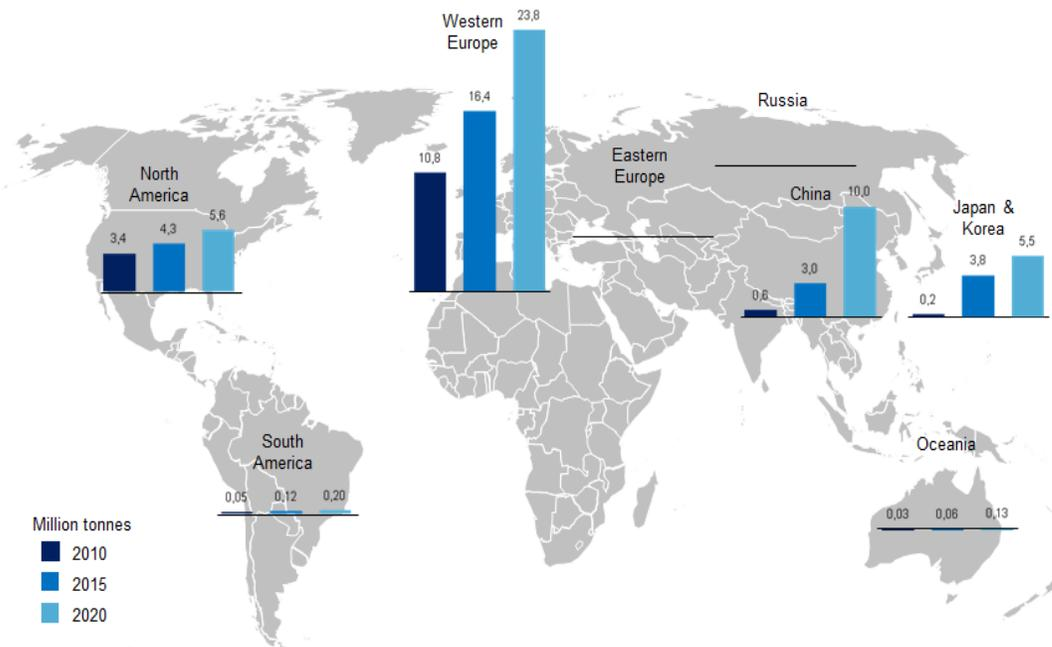 Western
Europe
23,8
16,4
10,8
Russia
Eastern
Europe
North
America
3,4
4,3
5,6
China
0,6
3,0
10,0
Japan &
Korea
0,2
3,8
5,5
South
America
0,05
0,12
0,20
Oceania
0,03
0,06
0,13
Million tonnes
2010
2015
2020